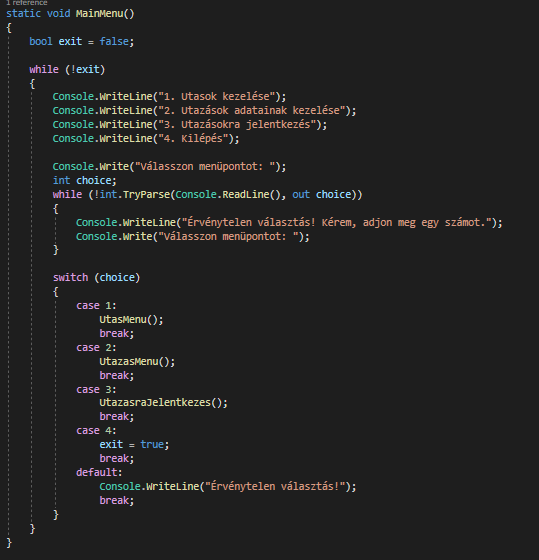 1 reference
static void MainMenu()
{
bool exit = false;
while (!exit)
{
Console.WriteLine("1. Utasok kezelése");
Console.WriteLine("2. Utazások adatainak kezelése");
Console.WriteLine("3. Utazásokra jelentkezés");
Console.WriteLine("4. Kilépés");
Console.Write("Válasszon menüpontot: ");
int choice;
while (!int.TryParse(Console.ReadLine(), out choice))
{
Console.WriteLine("Érvénytelen választás! Kérem, adjon meg egy számot.");
Console.Write("Válasszon menüpontot: ");
}
switch (choice)
{
case 1:
UtasMenu();
break;
case 2:
UtazasMenu();
break;
case 3:
UtazasraJelentkezes();
break;
case 4:
exit = true;
break;
default:
Console.WriteLine("Érvénytelen választás!");
break;
}
}
}